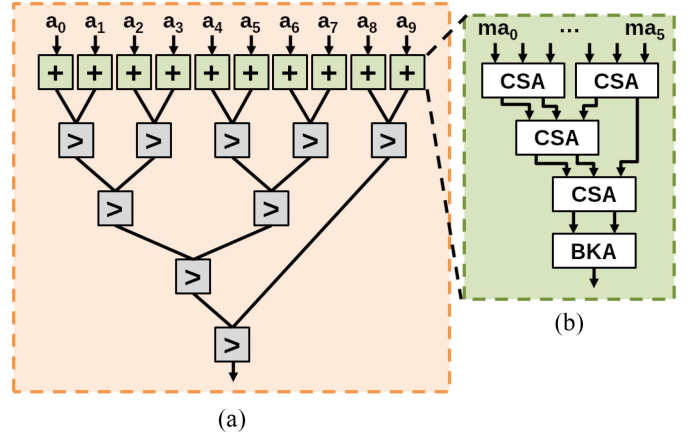 a₀ a₁ a₂ a₃ a₄ a₅ a₆ a₇ a₈ a₉
+ + + + + + + + + +
> > > > >
> >
>
>
(a)
ma₀ ... ma₅
CSA CSA
CSA
CSA
BKA
(b)